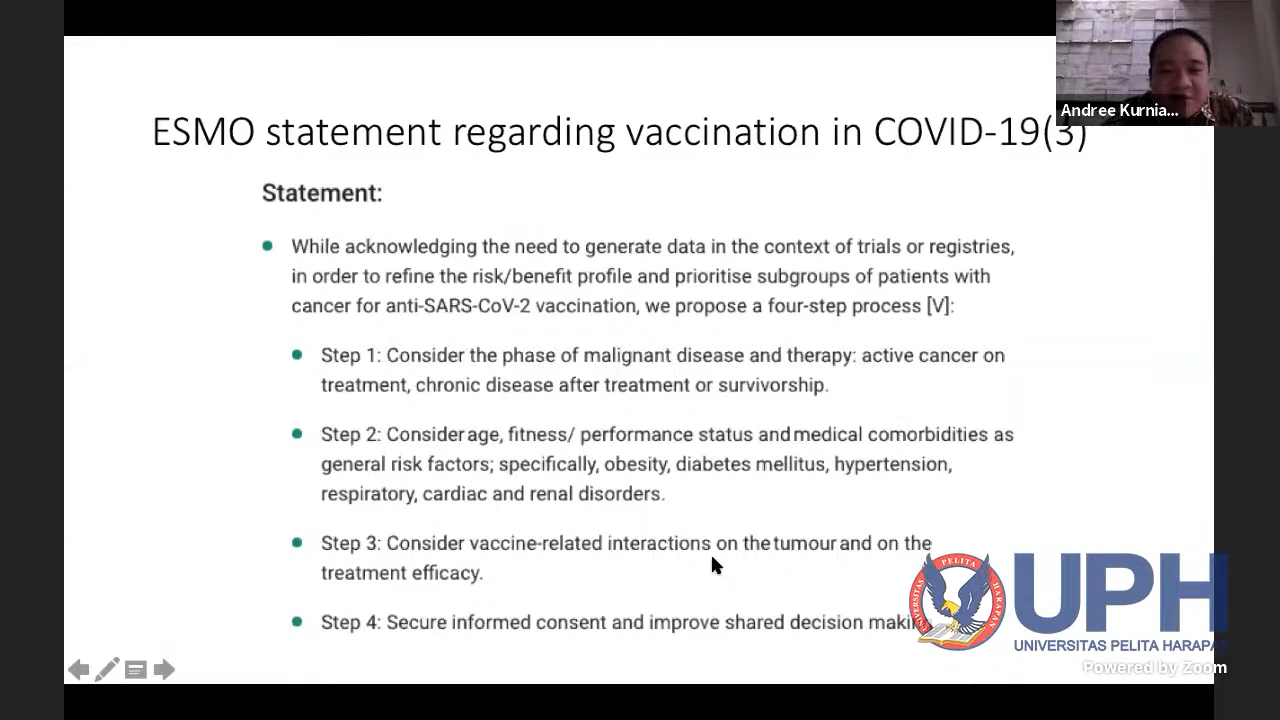 Andree Kurnia...
ESMO statement regarding vaccination in COVID-19(3)
Statement:
While acknowledging the need to generate data in the context of trials or registries,
in order to refine the risk/benefit profile and prioritise subgroups of patients with
cancer for anti-SARS-CoV-2 vaccination, we propose a four-step process [V]:
Step 1: Consider the phase of malignant disease and therapy: active cancer on
treatment, chronic disease after treatment or survivorship.
Step 2: Consider age, fitness/ performance status and medical comorbidities as
general risk factors; specifically, obesity, diabetes mellitus, hypertension,
respiratory, cardiac and renal disorders.
Step 3: Consider vaccine-related interactions on the tumour and on the
treatment efficacy.
Step 4: Secure informed consent and improve shared decision
PELITA
UNIVERSITAS
HARAPAN
UPH
UNIVERSITAS PELITA HARAPAN
Powered by Zoom